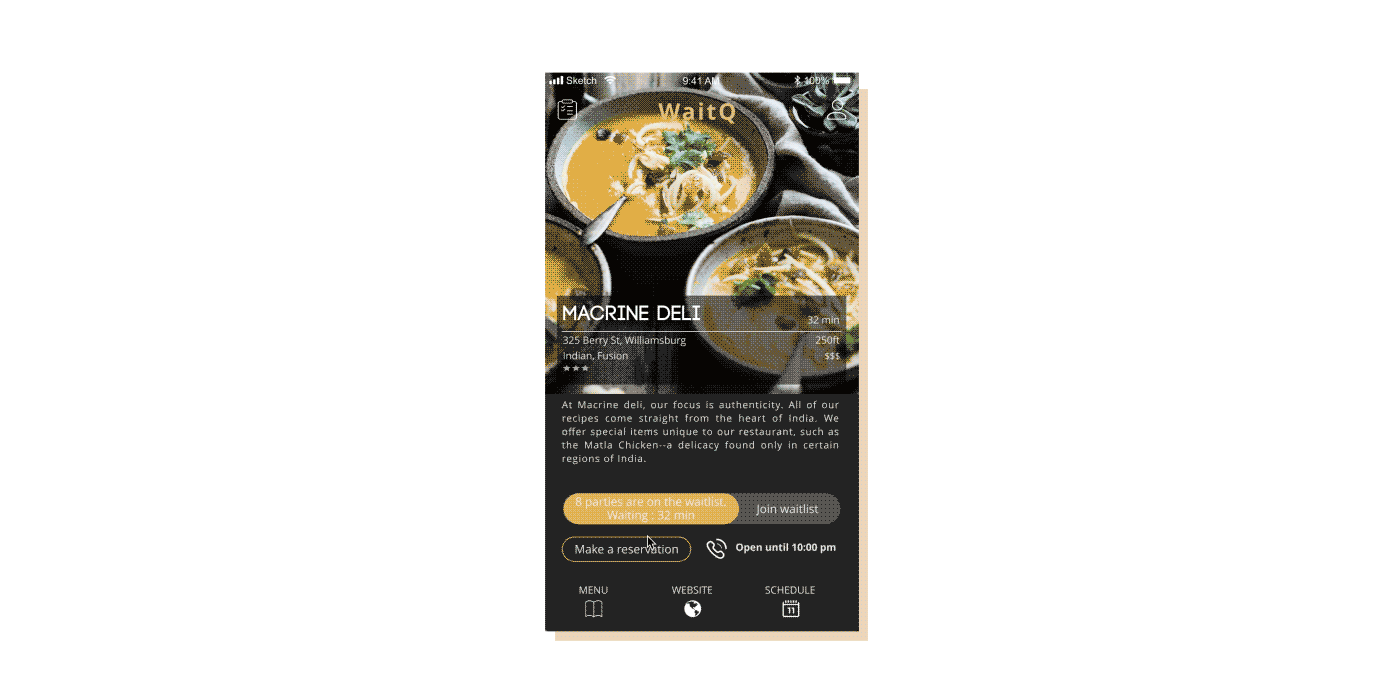 Sketch 9:41 AM 100%
WaitQ
MACRINE DELI
32 min
325 Berry St, Williamsburg 250ft
Indian, Fusion $$$
At Macrine deli, our focus is authenticity. All of our
recipes come straight from the heart of India. We
offer special items unique to our restaurant, such as
the Matla Chicken--a delicacy found only in certain
regions of India.
8 parties are on the waitlist.
Waiting : 32 min
Join waitlist
Make a reservation
Open until 10:00 pm
MENU WEBSITE SCHEDULE
11